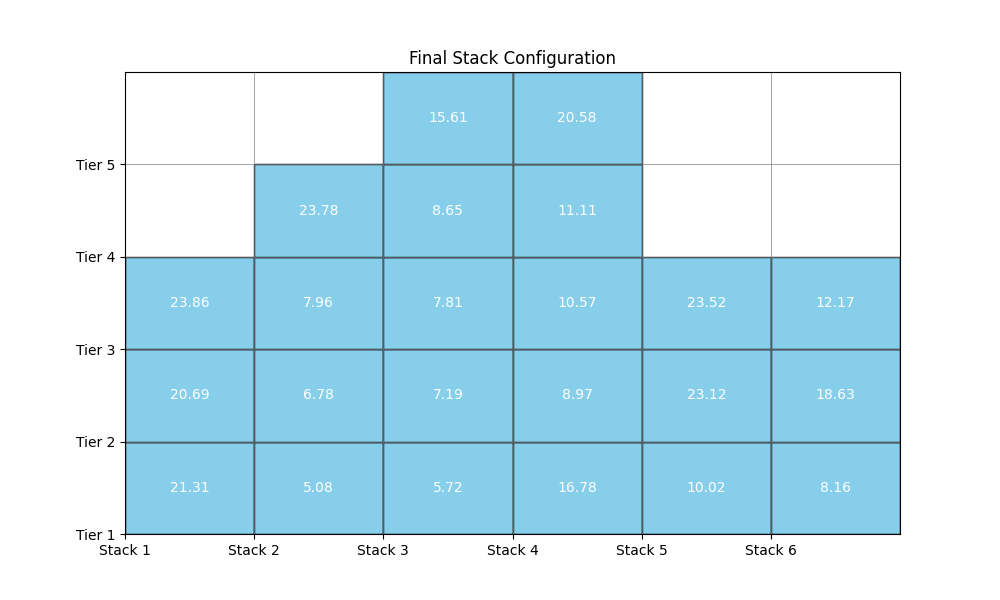 Final Stack Configuration
15.61 20.58
Tier 5
23.78 8.65 11.11
Tier 4
23.86 7.96 7.81 10.57 23.52 12.17
Tier 3
20.69 6.78 7.19 8.97 23.12 18.63
Tier 2
21.31 5.08 5.72 16.78 10.02 8.16
Tier 1
Stack 1 Stack 2 Stack 3 Stack 4 Stack 5 Stack 6